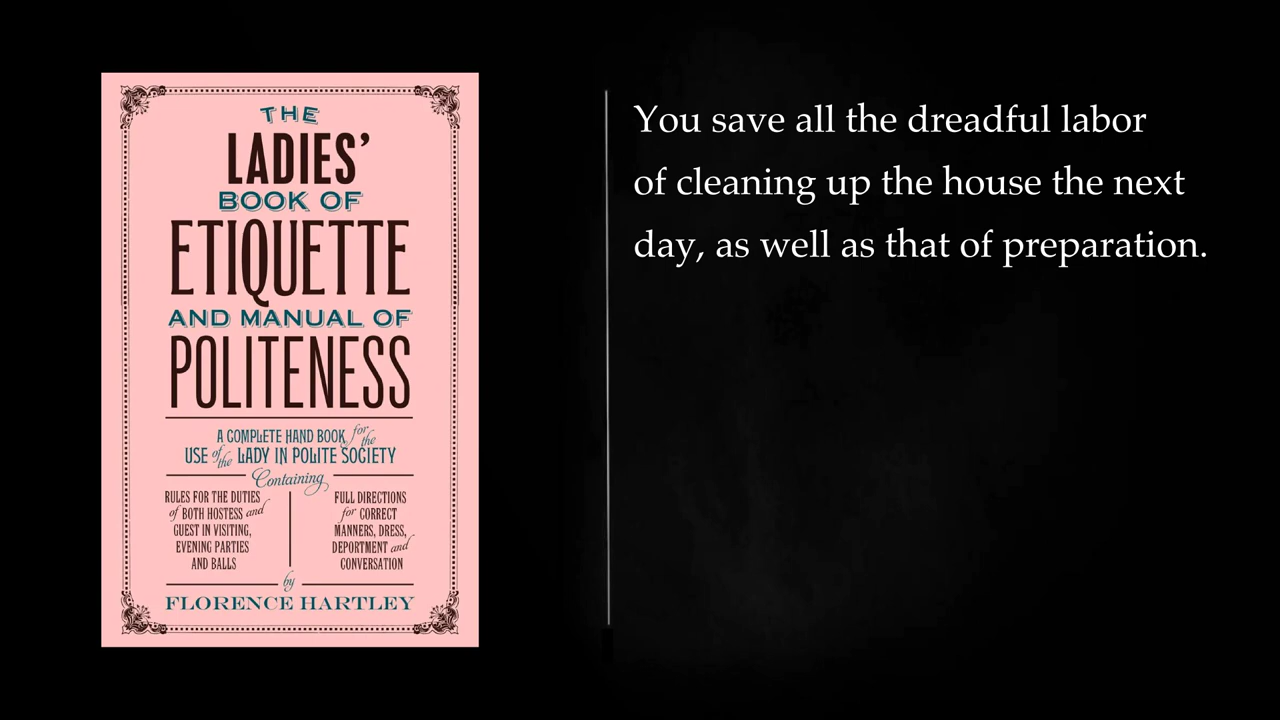 THE
LADIES’
BOOK OF
ETIQUETTE
AND MANUAL OF
POLITENESS
A COMPLETE HAND BOOK for the
USE of the LADY IN POLITE SOCIETY
Containing
RULES FOR THE DUTIES
of BOTH HOSTESS and
GUEST IN VISITING,
EVENING PARTIES
AND BALLS
FULL DIRECTIONS
for CORRECT
MANNERS, DRESS,
DEPORTMENT and
CONVERSATION
by
FLORENCE HARTLEY
You save all the dreadful labor
of cleaning up the house the next
day, as well as that of preparation.